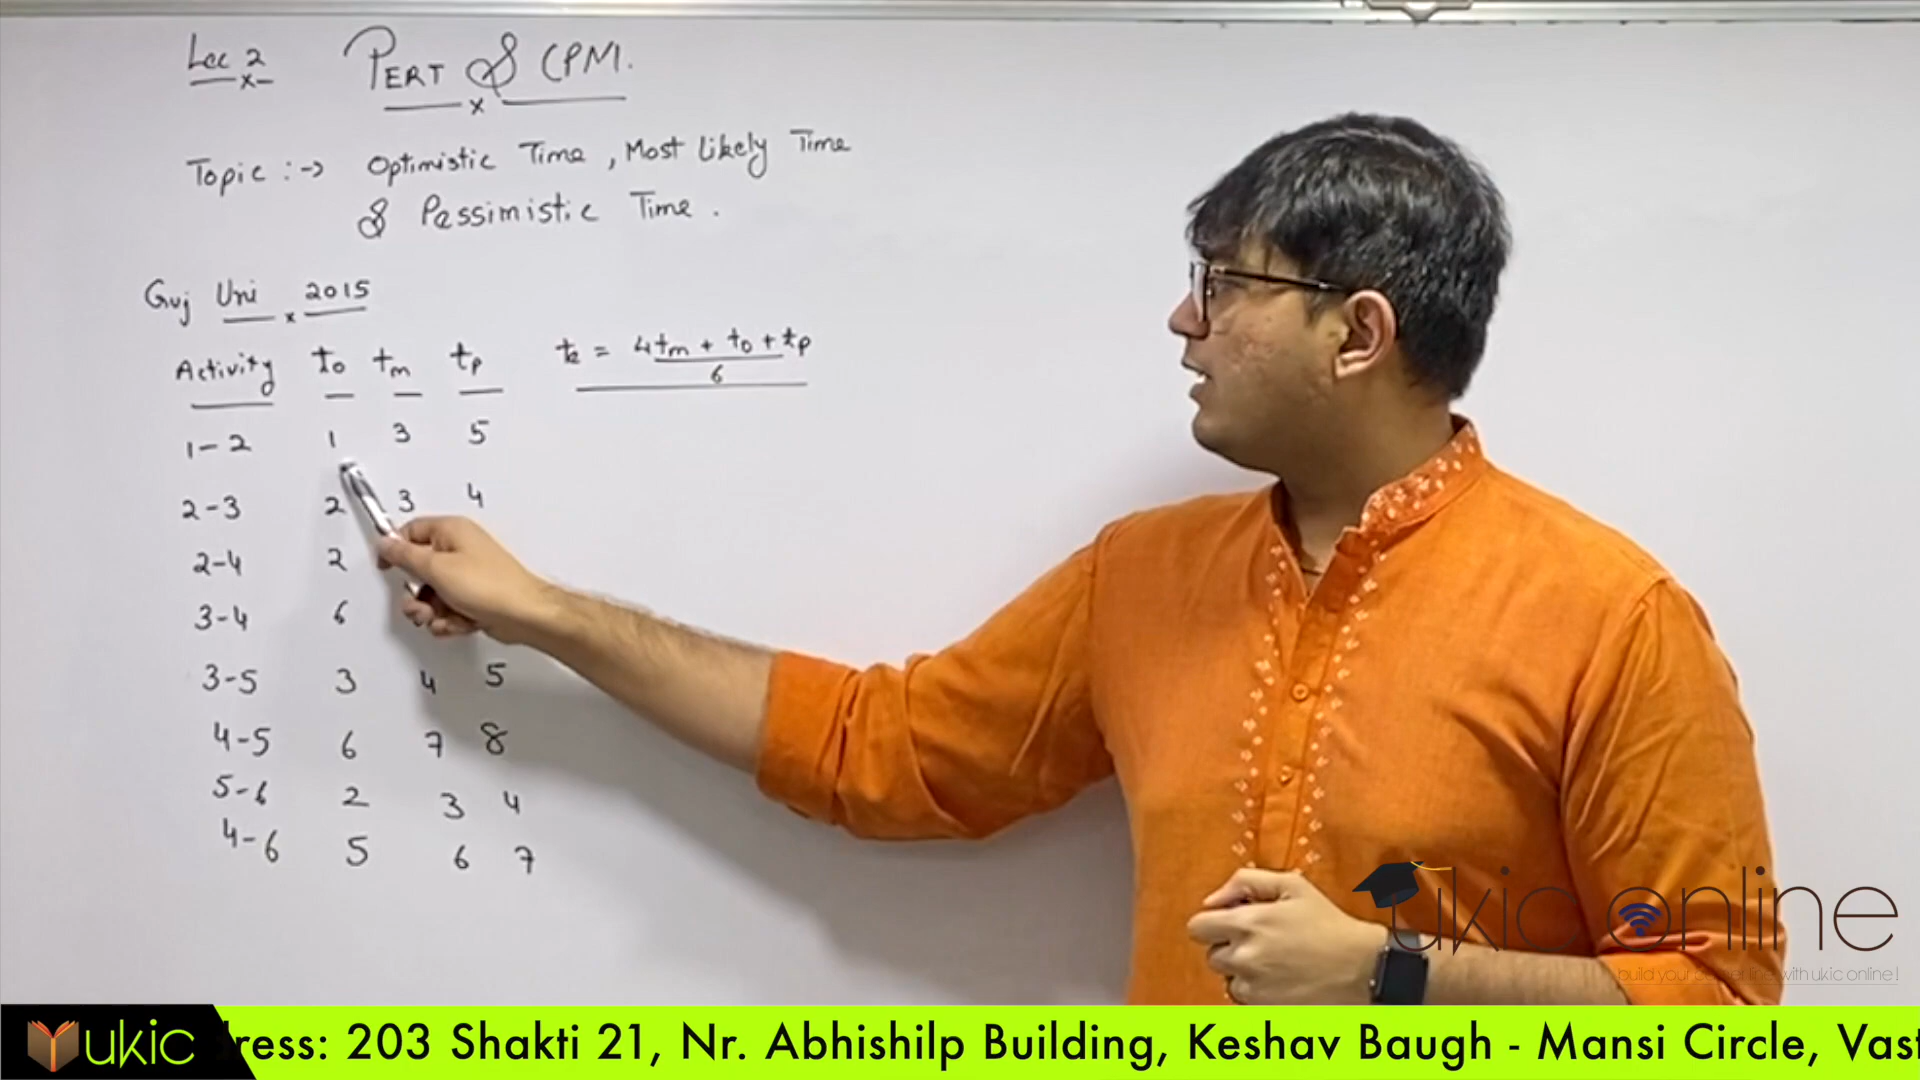 Lec 2 PERT & CPM.
Topic :-> Optimistic Time, Most Likely Time
& Pessimistic Time.
Guj Uni 2015
Activity to tm tp te = 4tm + to + tp / 6
1-2 1 3 5
2-3 2 3 4
2-4 2
3-4 6
3-5 3 4 5
4-5 6 7 8
5-6 2 3 4
4-6 5 6 7
ukic online
build your career line with ukic online!
ukic dress: 203 Shakti 21, Nr. Abhishilp Building, Keshav Baugh - Mansi Circle, Vast